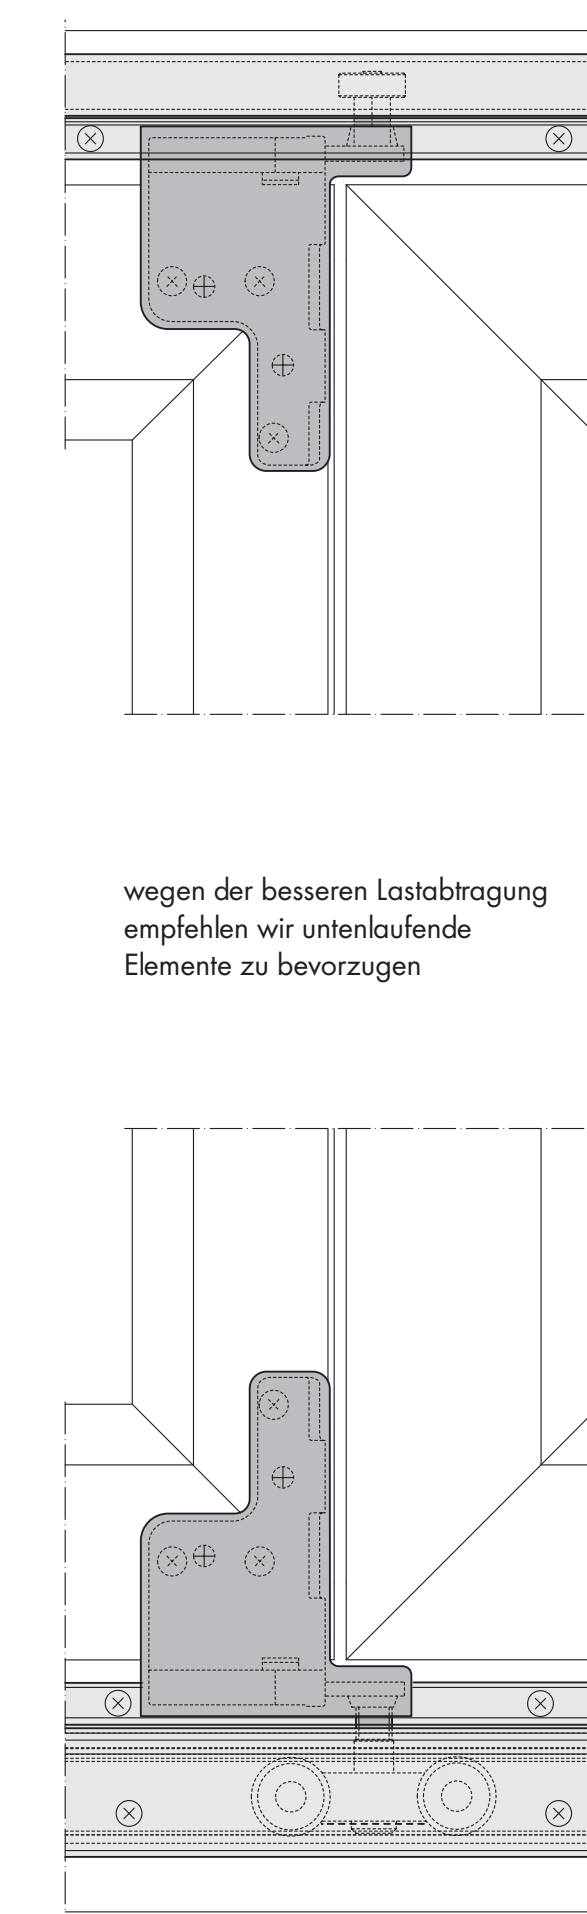 wegen der besseren Lastabtragung
empfehlen wir untenlaufende
Elemente zu bevorzugen